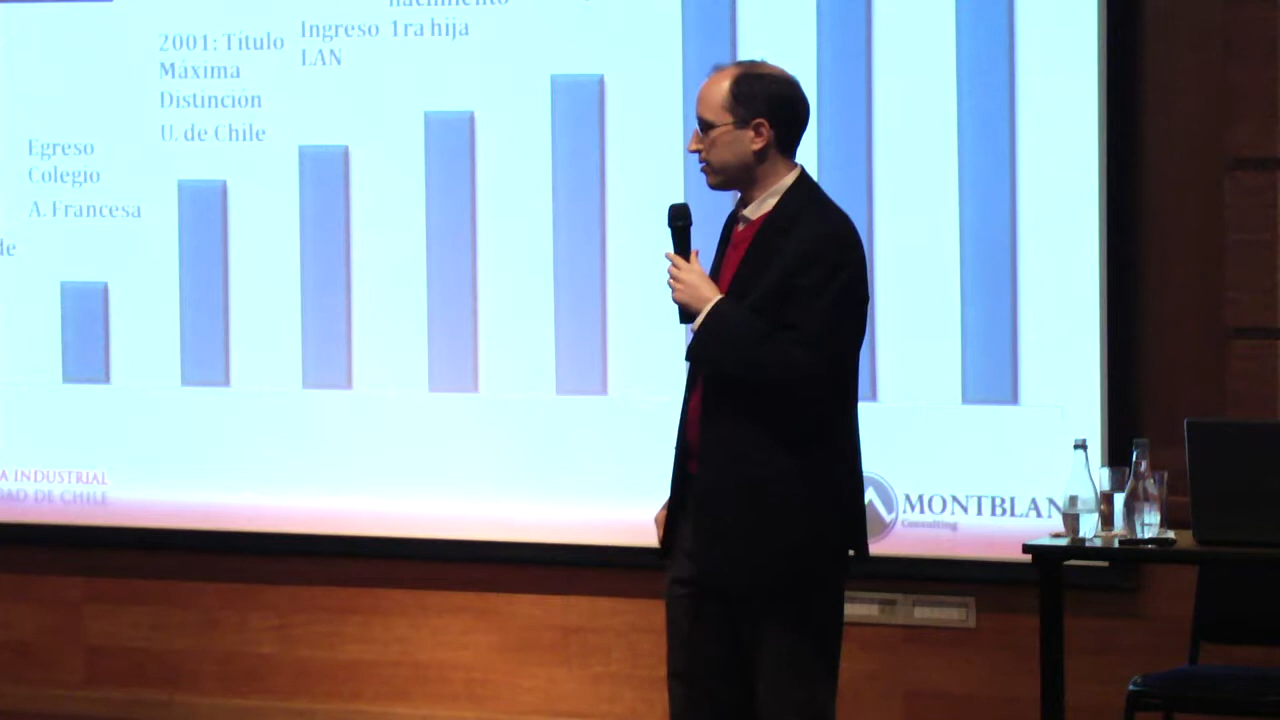 nacimiento
Ingreso 1ra hija
LAN
2001: Titulo
Máxima
Distinción
U. de Chile
Egreso
Colegio
A. Francesa
de
A INDUSTRIAL
DAD DE CHILE
MONTBLAN
Consulting